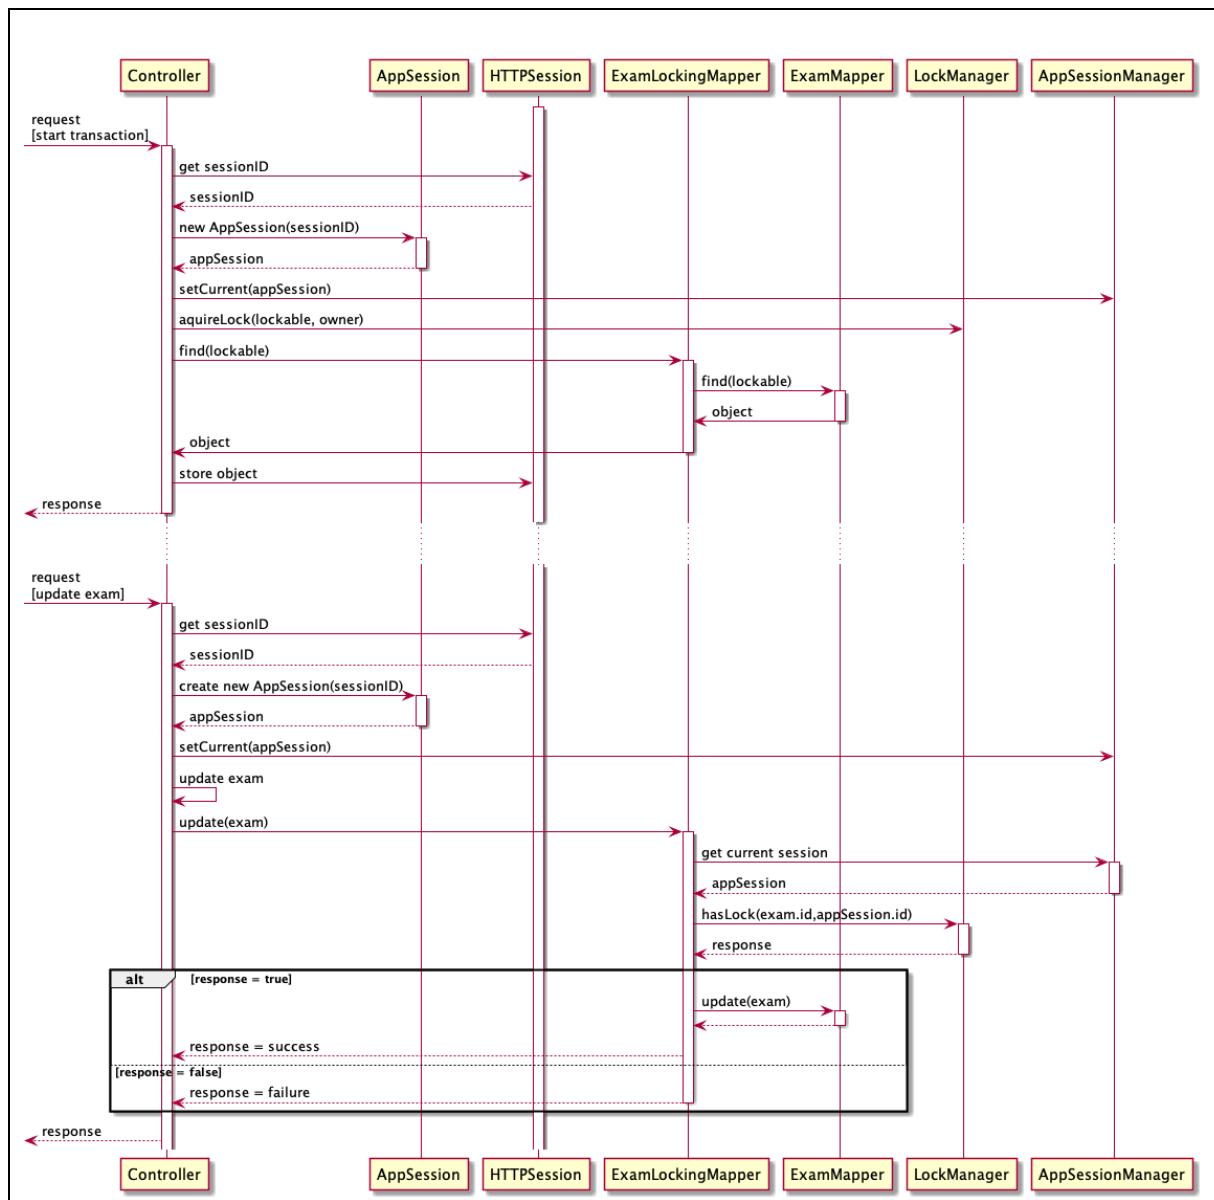 Controller
AppSession
HTTPSession
ExamLockingMapper
ExamMapper
LockManager
AppSessionManager
request
[start transaction]
get sessionID
sessionID
new AppSession(sessionID)
appSession
setCurrent(appSession)
aquireLock(lockable, owner)
find(lockable)
find(lockable)
object
object
store object
response
request
[update exam]
get sessionID
sessionID
create new AppSession(sessionID)
appSession
setCurrent(appSession)
update exam
update(exam)
get current session
appSession
hasLock(exam.id,appSession.id)
response
alt [response = true]
update(exam)
response = success
[response = false]
response = failure
response
Controller
AppSession
HTTPSession
ExamLockingMapper
ExamMapper
LockManager
AppSessionManager